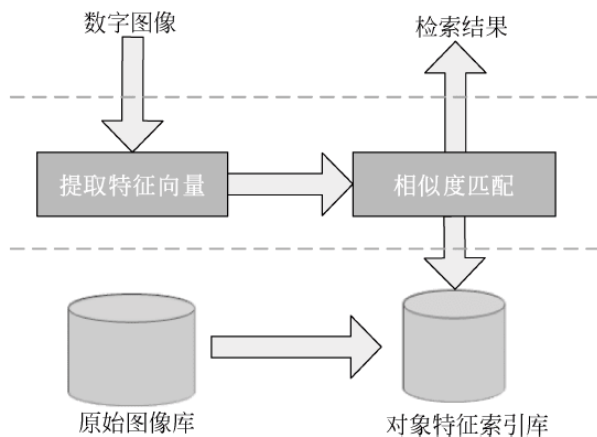 数字图像
检索结果
提取特征向量
相似度匹配
原始图像库
对象特征索引库